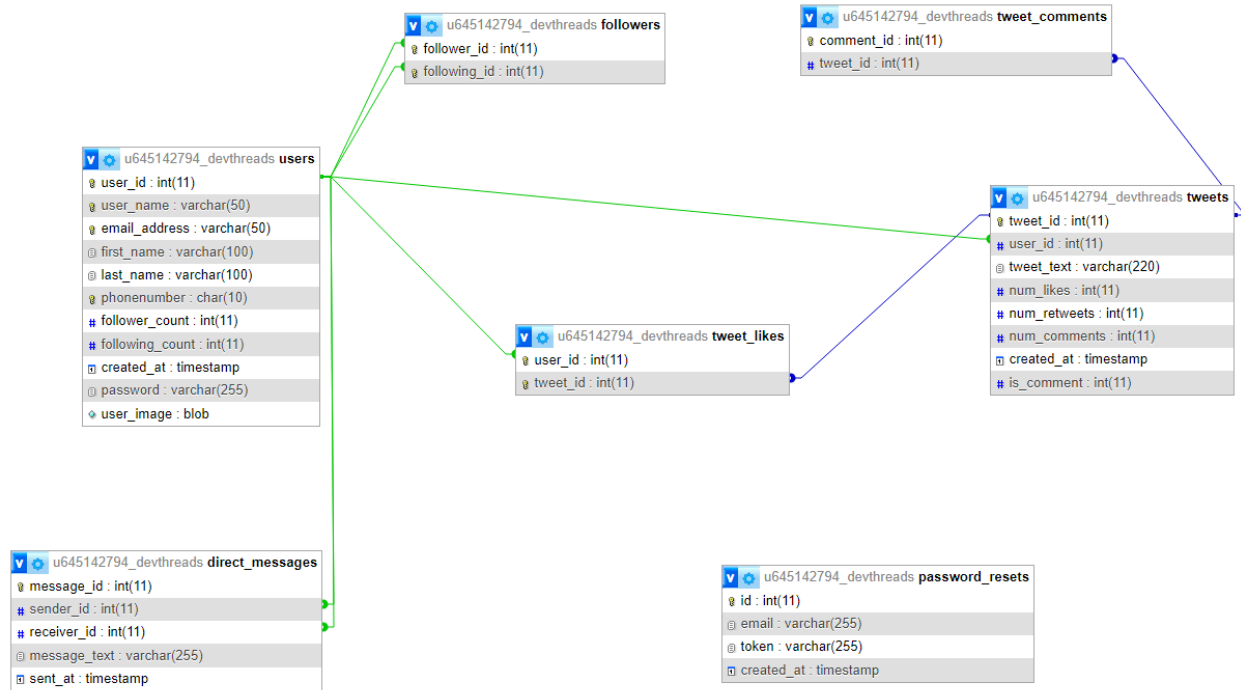 u645142794_devthreads followers
follower_id : int(11)
following_id : int(11)
u645142794_devthreads tweet_comments
comment_id : int(11)
tweet_id : int(11)
u645142794_devthreads users
user_id : int(11)
user_name : varchar(50)
email_address : varchar(50)
first_name : varchar(100)
last_name : varchar(100)
phonenumber : char(10)
follower_count : int(11)
following_count : int(11)
created_at : timestamp
password : varchar(255)
user_image : blob
u645142794_devthreads tweets
tweet_id : int(11)
user_id : int(11)
tweet_text : varchar(220)
num_likes : int(11)
num_retweets : int(11)
num_comments : int(11)
created_at : timestamp
is_comment : int(11)
u645142794_devthreads tweet_likes
user_id : int(11)
tweet_id : int(11)
u645142794_devthreads direct_messages
message_id : int(11)
sender_id : int(11)
receiver_id : int(11)
message_text : varchar(255)
sent_at : timestamp
u645142794_devthreads password_resets
id : int(11)
email : varchar(255)
token : varchar(255)
created_at : timestamp